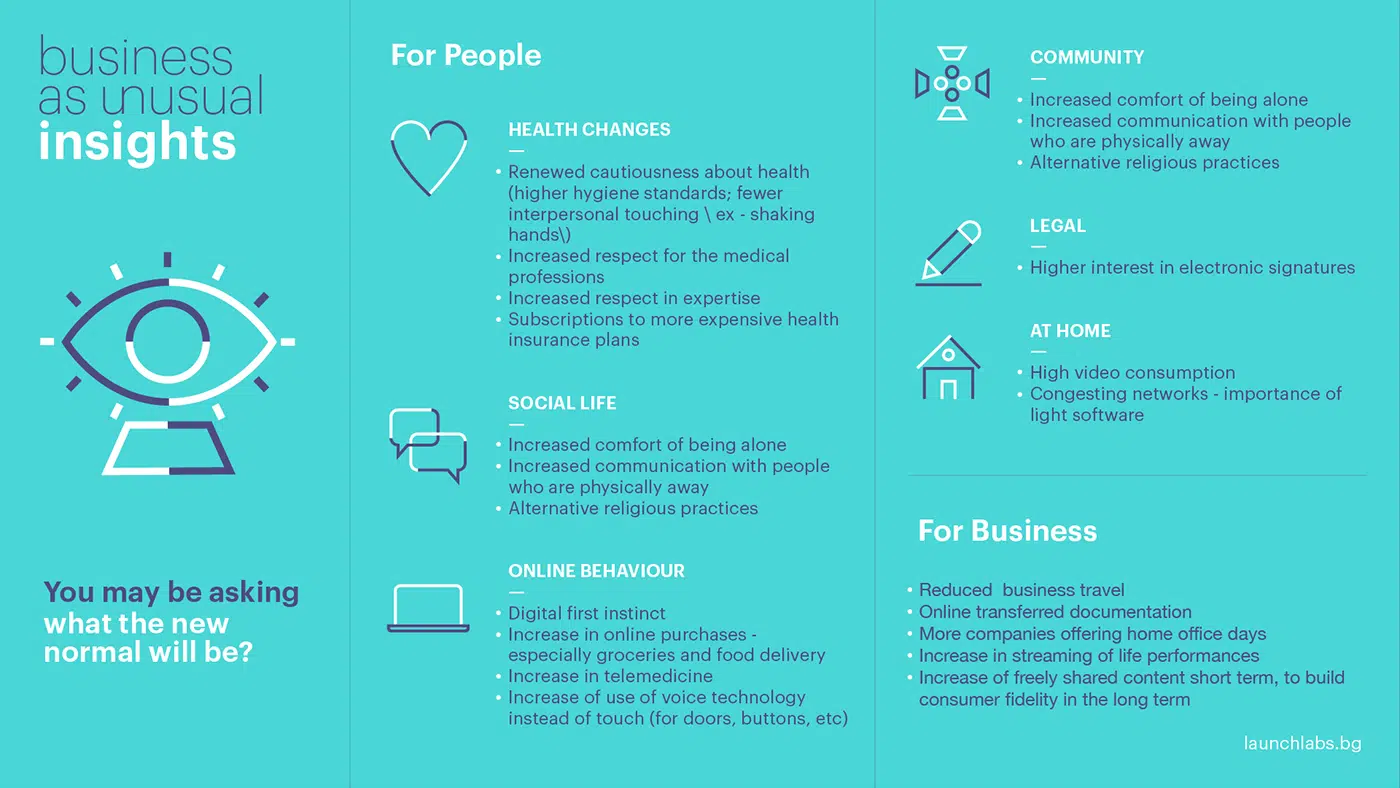 business
as unusual
insights
You may be asking
what the new
normal will be?
For People
HEALTH CHANGES
• Renewed cautiousness about health
(higher hygiene standards; fewer
interpersonal touching \ ex - shaking
hands\)
• Increased respect for the medical
professions
• Increased respect in expertise
• Subscriptions to more expensive health
insurance plans
SOCIAL LIFE
• Increased comfort of being alone
• Increased communication with people
who are physically away
• Alternative religious practices
ONLINE BEHAVIOUR
• Digital first instinct
• Increase in online purchases -
especially groceries and food delivery
• Increase in telemedicine
• Increase of use of voice technology
instead of touch (for doors, buttons, etc)
COMMUNITY
• Increased comfort of being alone
• Increased communication with people
who are physically away
• Alternative religious practices
LEGAL
• Higher interest in electronic signatures
AT HOME
• High video consumption
• Congesting networks - importance of
light software
For Business
• Reduced business travel
• Online transferred documentation
• More companies offering home office days
• Increase in streaming of life performances
• Increase of freely shared content short term, to build
consumer fidelity in the long term
launchlabs.bg